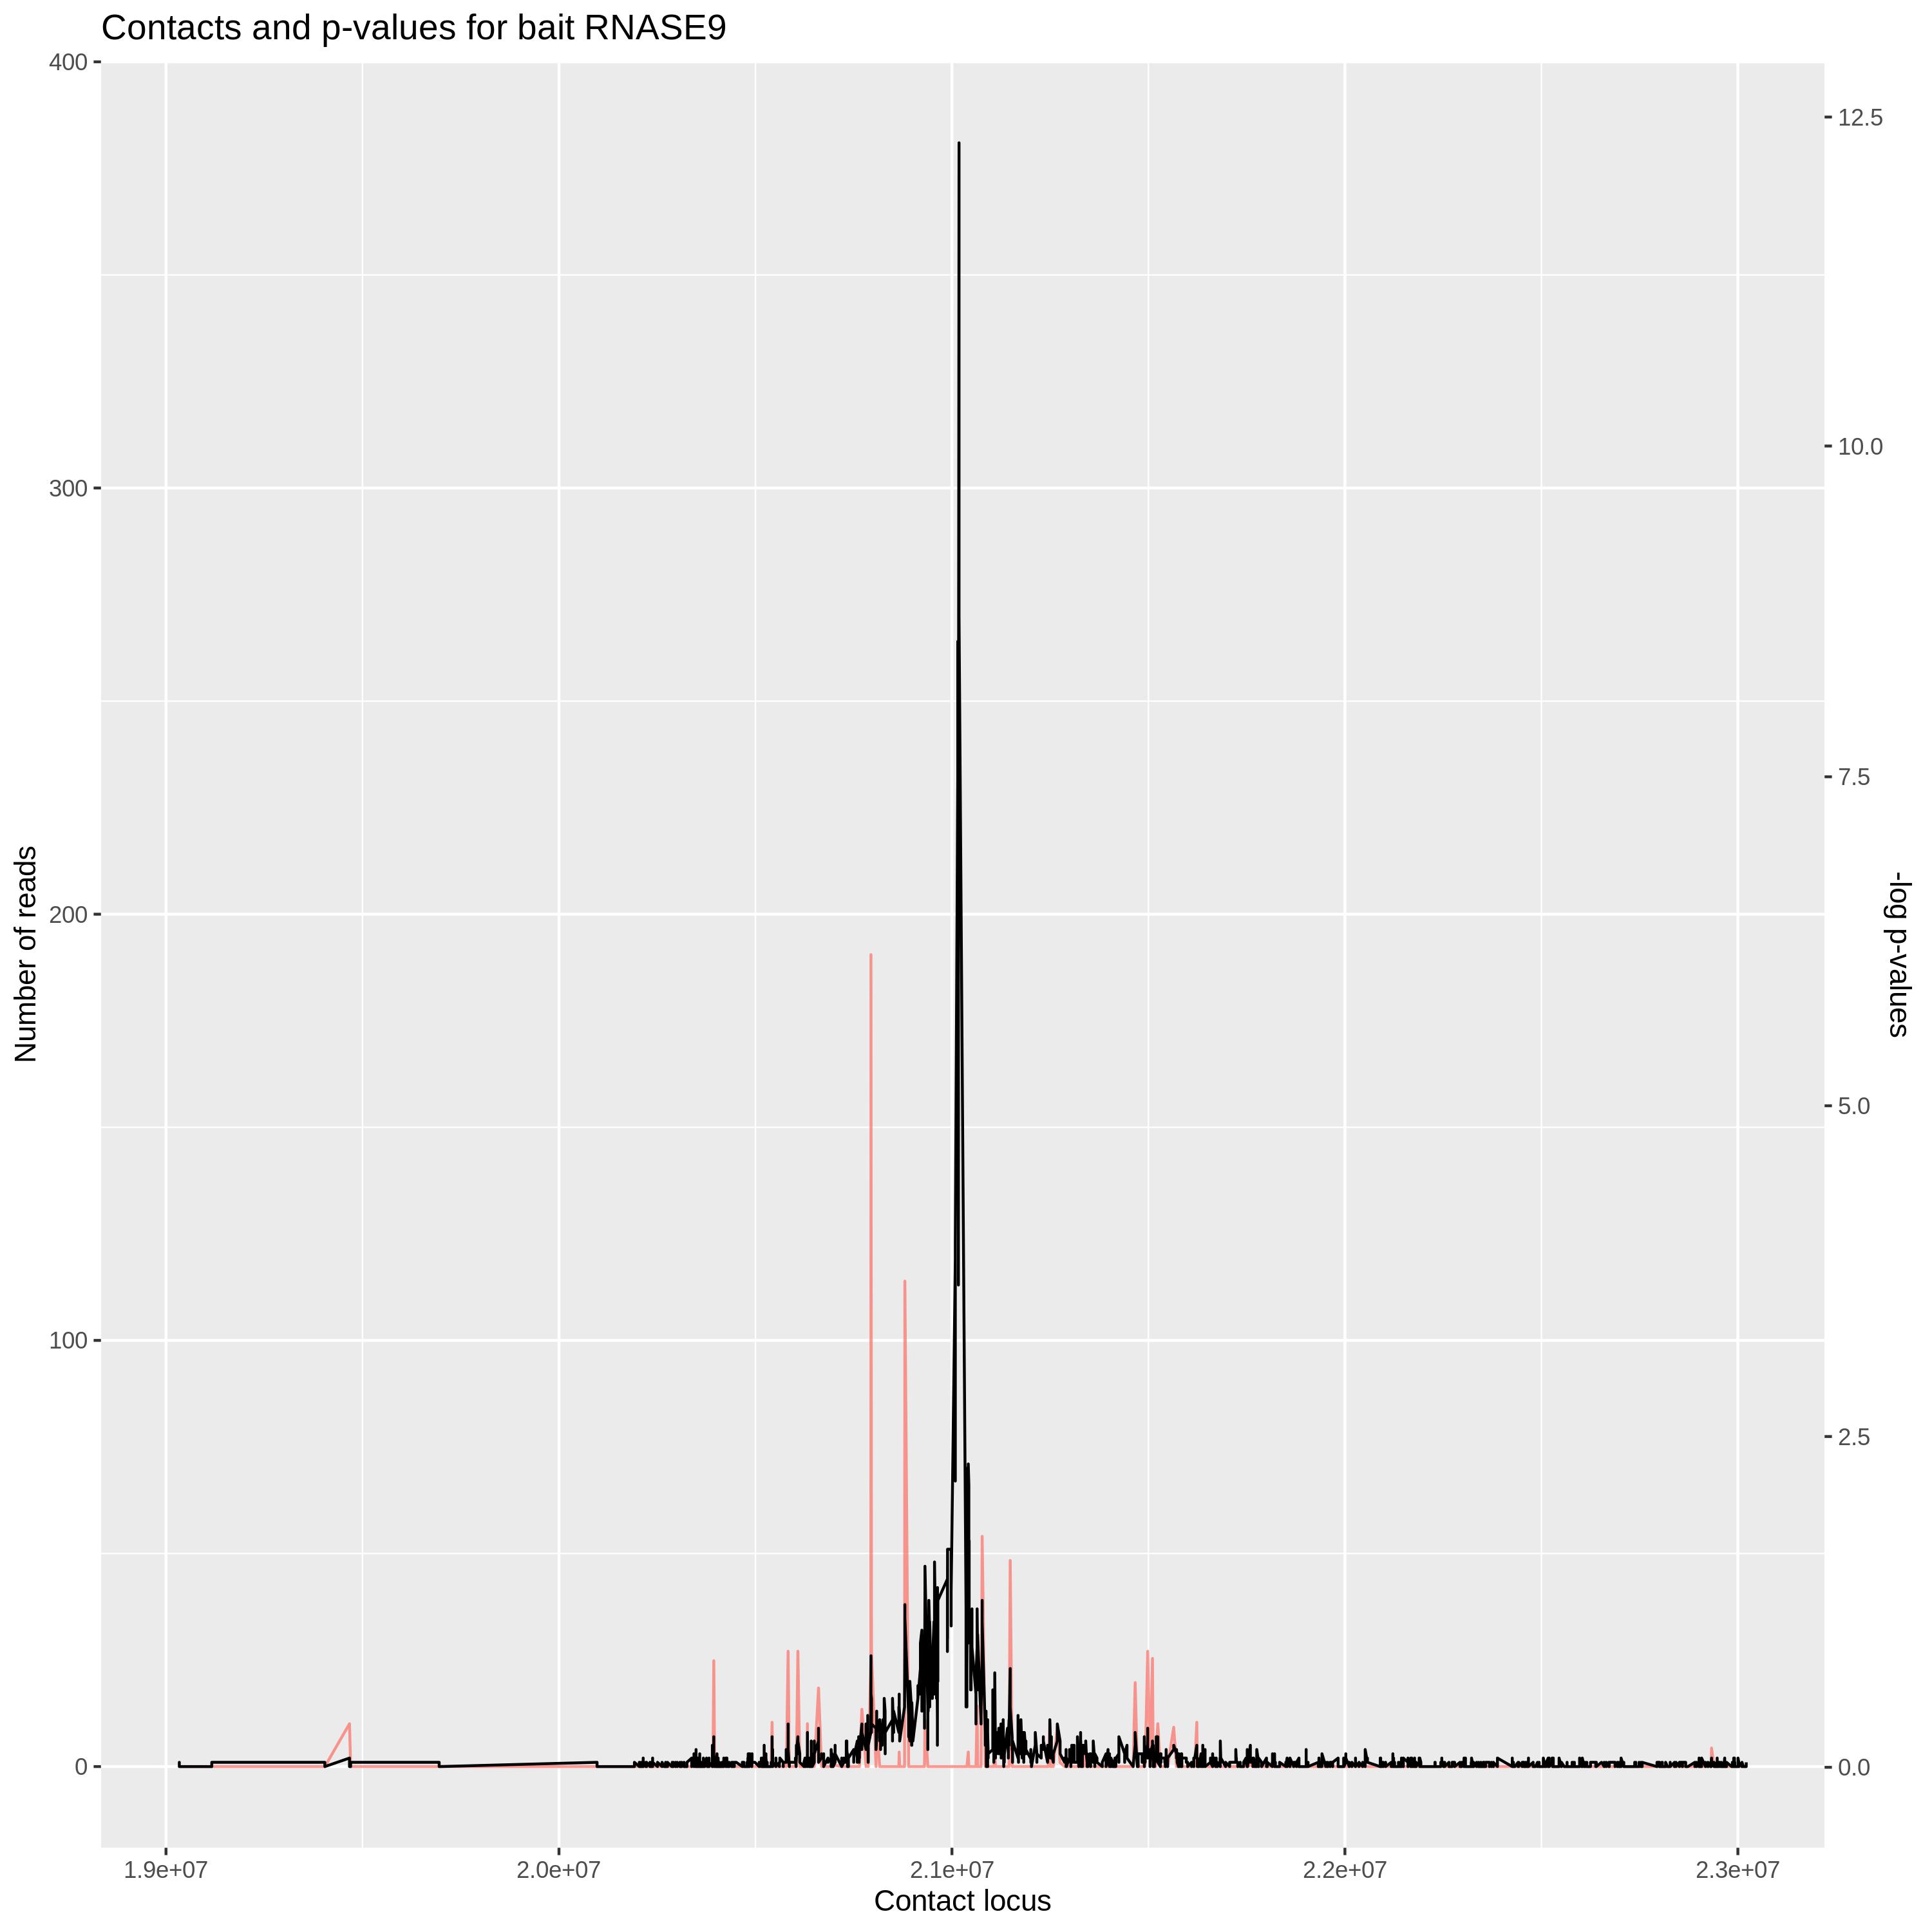 Contacts and p-values for bait RNASE9
400
300
200
100
0
Number of reads
12.5
10.0
7.5
5.0
2.5
0.0
-log p-values
1.9e+07 2.0e+07 2.1e+07 2.2e+07 2.3e+07
Contact locus